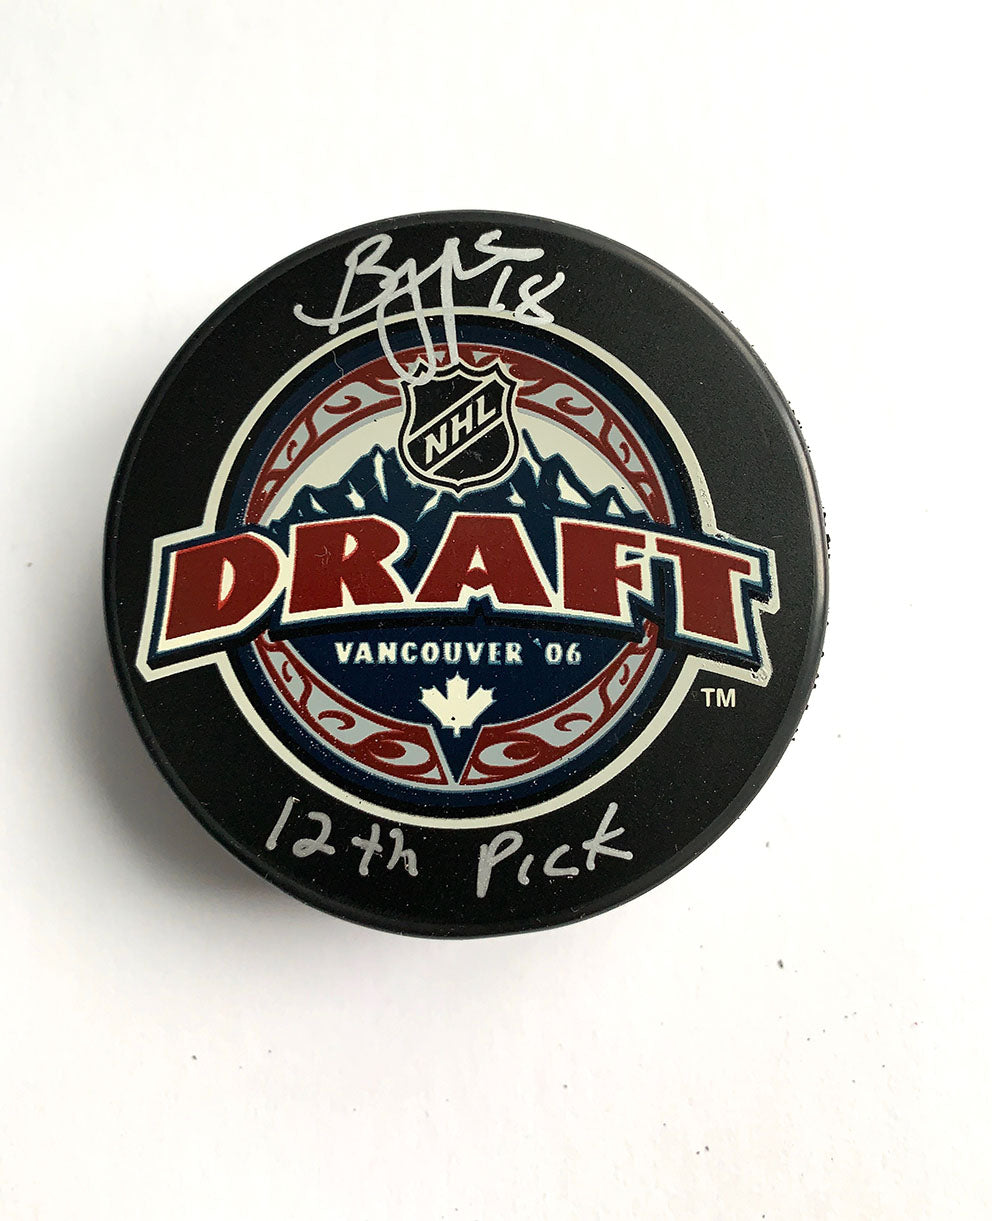 18
NHL
DRAFT
VANCOUVER '06
TM
12th Pick